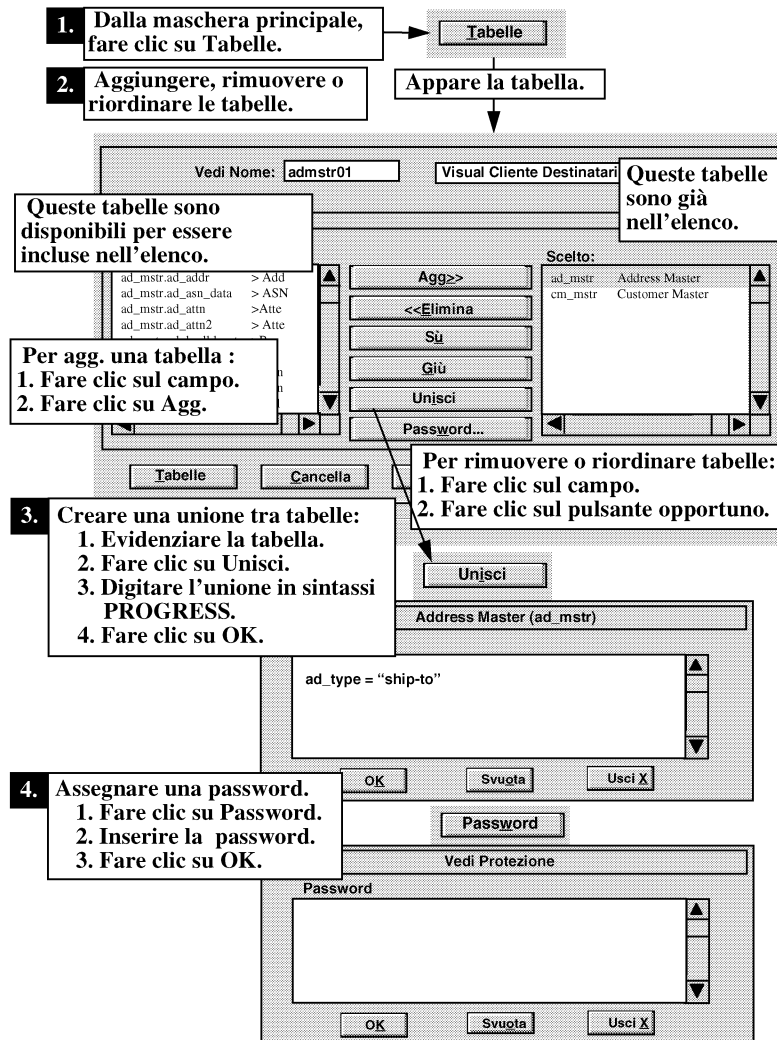 1. Dalla maschera principale,
fare clic su Tabelle.
Tabelle
2. Aggiungere, rimuovere o
riordinare le tabelle.
Appare la tabella.
Vedi Nome: admstr01
Visual Cliente Destinatari
Queste tabelle
sono già
nell'elenco.
Queste tabelle sono
disponibili per essere
incluse nell'elenco.
Scelto:
ad_mstr.ad_addr > Add
ad_mstr.ad_asn_data > ASN
ad_mstr.ad_attn >Atte
ad_mstr.ad_attn2 > Atte
Agg>>
<<Elimina
Sù
Giù
Unisci
Password...
ad_mstr Address Master
cm_mstr Customer Master
Per agg. una tabella :
1. Fare clic sul campo.
2. Fare clic su Agg.
Tabelle
Cancella
Per rimuovere o riordinare tabelle:
1. Fare clic sul campo.
2. Fare clic sul pulsante opportuno.
3. Creare una unione tra tabelle:
1. Evidenziare la tabella.
2. Fare clic su Unisci.
3. Digitare l'unione in sintassi
PROGRESS.
4. Fare clic su OK.
Unisci
Address Master (ad_mstr)
ad_type = “ship-to”
OK
Svuota
Usci X
4. Assegnare una password.
1. Fare clic su Password.
2. Inserire la password.
3. Fare clic su OK.
Password
Vedi Protezione
Password
OK
Svuota
Usci X